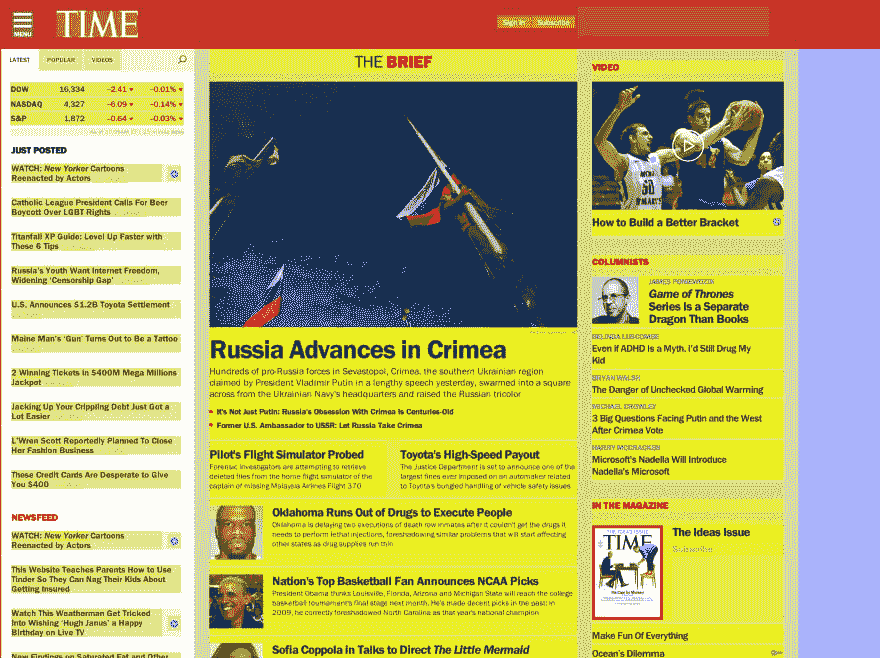 MENU
TIME
Sign In Subscribe
LATEST
POPULAR
VIDEOS
DOW 16,334 −2.41 −0.01%
NASDAQ 4,327 −6.09 −0.14%
S&P 1,872 −0.64 −0.03%
JUST POSTED
WATCH: New Yorker Cartoons
Reenacted by Actors
Catholic League President Calls For Beer
Boycott Over LGBT Rights
Titanfall XP Guide: Level Up Faster with
These 6 Tips
Russia's Youth Want Internet Freedom,
Widening 'Censorship Gap'
U.S. Announces $1.2B Toyota Settlement
Maine Man's 'Gun' Turns Out to Be a Tattoo
2 Winning Tickets in $400M Mega Millions
Jackpot
Jacking Up Your Crippling Debt Just Got a
Lot Easier
L'Wren Scott Reportedly Planned To Close
Her Fashion Business
These Credit Cards Are Desperate to Give
You $400
NEWSFEED
WATCH: New Yorker Cartoons
Reenacted by Actors
This Website Teaches Parents How to Use
Tinder So They Can Nag Their Kids About
Getting Insured
Watch This Weatherman Get Tricked
Into Wishing 'Hugh Janus' a Happy
Birthday on Live TV
New Findings on Saturated Fat and Other
THE BRIEF
Russia Advances in Crimea
Hundreds of pro-Russia forces in Sevastopol, Crimea, the southern Ukrainian region
claimed by President Vladimir Putin in a lengthy speech yesterday, swarmed into a square
across from the Ukrainian Navy's headquarters and raised the Russian tricolor
It's Not Just Putin: Russia's Obsession With Crimea Is Centuries-Old
Former U.S. Ambassador to USSR: Let Russia Take Crimea
Pilot's Flight Simulator Probed
Forensic investigators are attempting to retrieve
deleted files from the home flight simulator of the
captain of missing Malaysia Airlines Flight 370
Toyota's High-Speed Payout
The Justice Department is set to announce one of the
largest fines ever imposed on an automaker related
to Toyota's bungled handling of vehicle safety issues
Oklahoma Runs Out of Drugs to Execute People
Oklahoma is delaying two executions of death row inmates after it couldn't get the drugs it
needs to perform lethal injections, foreshadowing similar problems that will start affecting
other states as drug supplies run thin
Nation's Top Basketball Fan Announces NCAA Picks
President Obama thinks Louisville, Florida, Arizona and Michigan State will reach the college
basketball tournament's final stage next month. He's made decent picks in the past: in
2009, he correctly foreshadowed North Carolina as that year's national champion
Sofia Coppola in Talks to Direct The Little Mermaid
VIDEO
How to Build a Better Bracket
COLUMNISTS
JAMES PONIEWOZIK
Game of Thrones
Series Is a Separate
Dragon Than Books
BELINDA LUSCOMBE
Even if ADHD Is a Myth, I'd Still Drug My
Kid
BRYAN WALSH
The Danger of Unchecked Global Warming
MICHAEL CROWLEY
3 Big Questions Facing Putin and the West
After Crimea Vote
HARRY MCCRACKEN
Microsoft's Nadella Will Introduce
Nadella's Microsoft
IN THE MAGAZINE
THE IDEAS ISSUE
TIME
The Ideas Issue
Subscribe
Make Fun Of Everything
Ocean's Dilemma